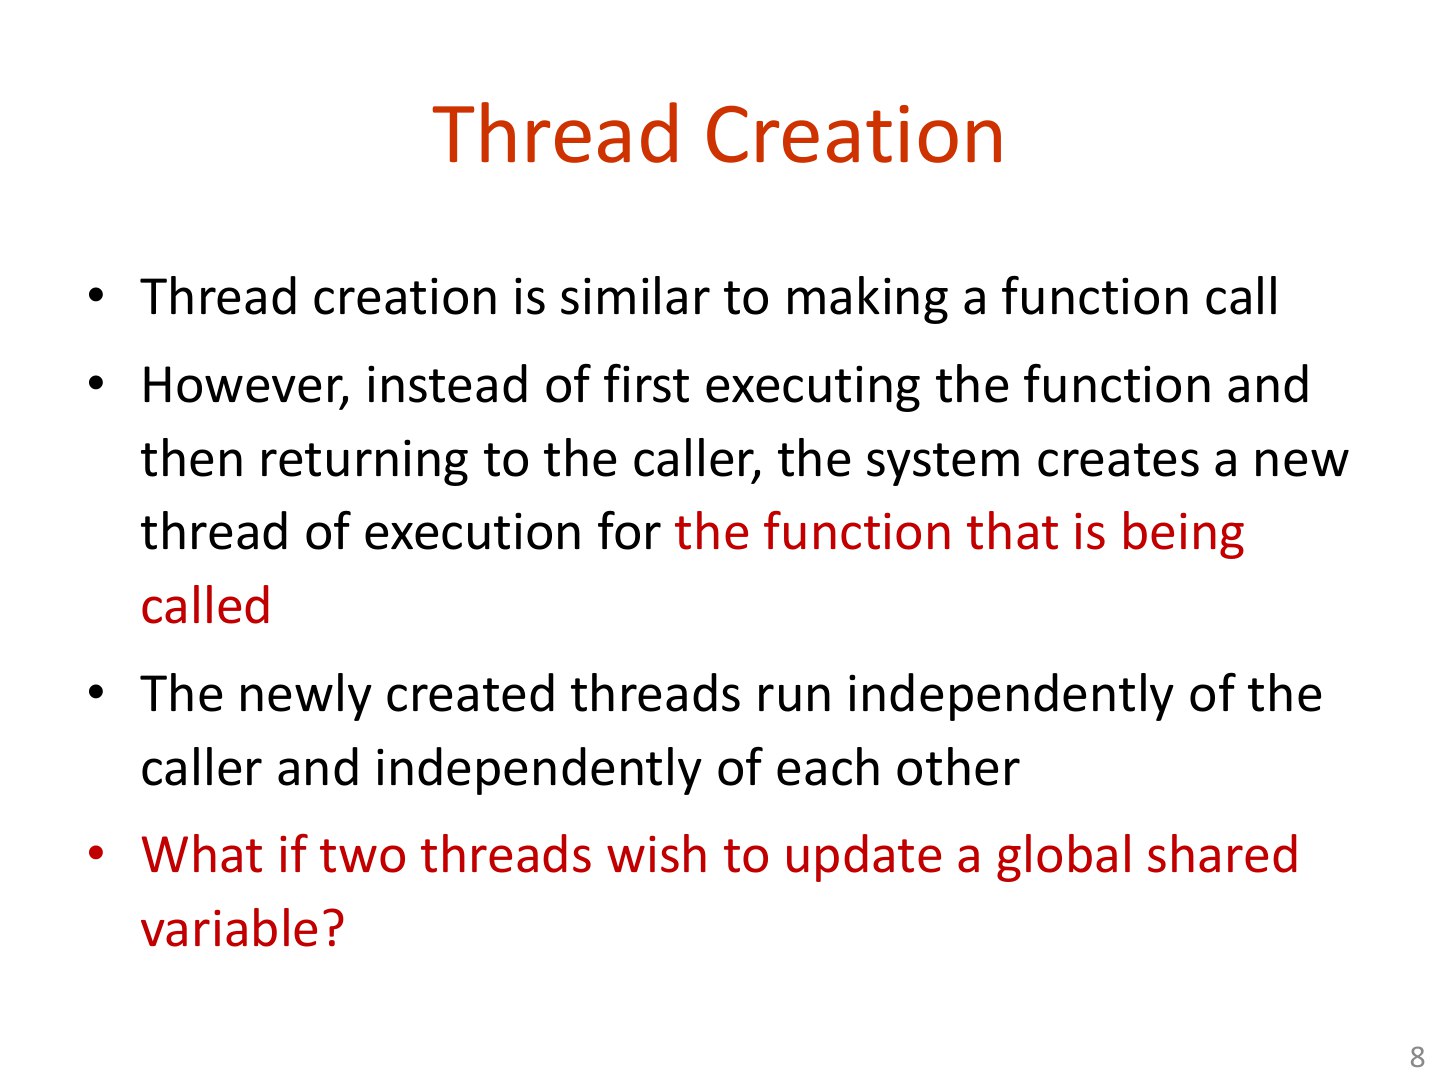 Thread Creation
• Thread creation is similar to making a function call
• However, instead of first executing the function and
then returning to the caller, the system creates a new
thread of execution for the function that is being
called
• The newly created threads run independently of the
caller and independently of each other
• What if two threads wish to update a global shared
variable?
8